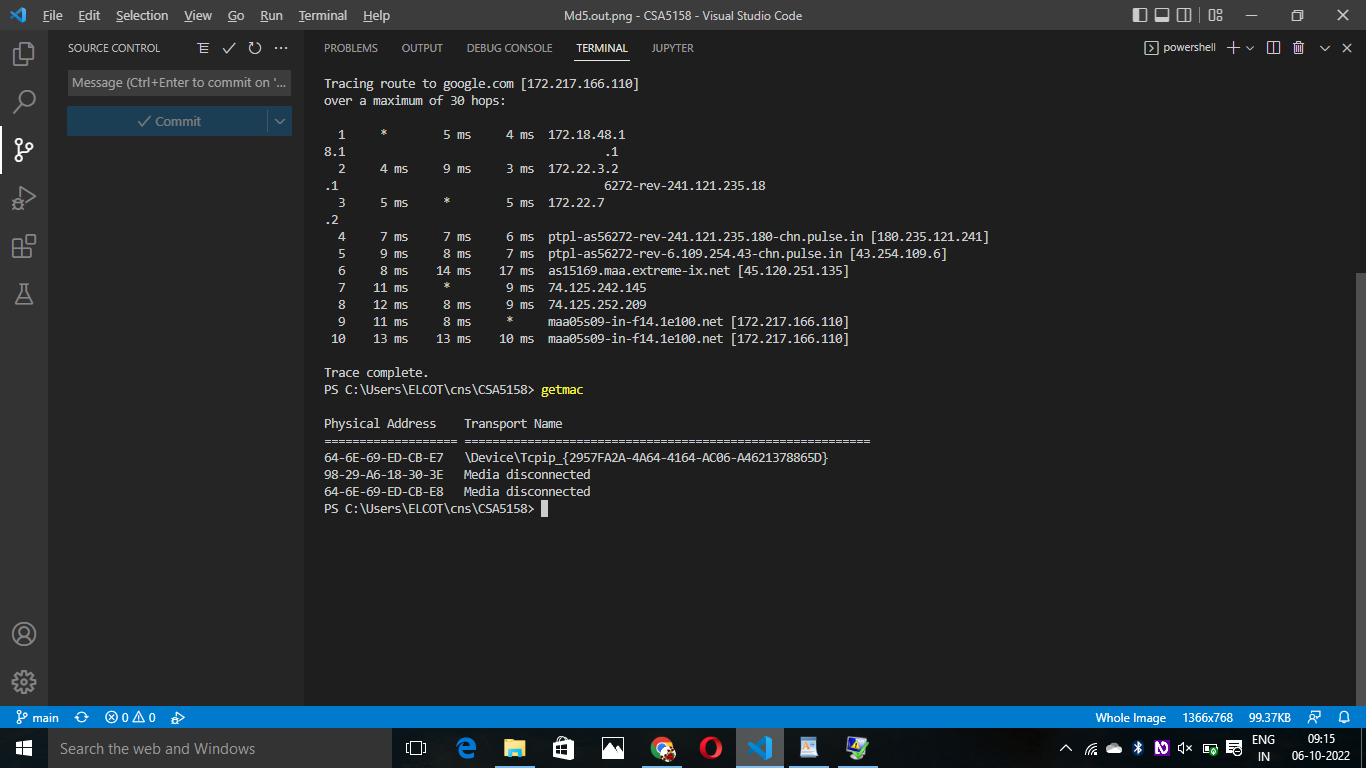 File Edit Selection View Go Run Terminal Help Md5.out.png - CSA5158 - Visual Studio Code
SOURCE CONTROL
Message (Ctrl+Enter to commit on '...
Commit
PROBLEMS OUTPUT DEBUG CONSOLE TERMINAL JUPYTER powershell
Tracing route to google.com [172.217.166.110]
over a maximum of 30 hops:
1 * 5 ms 4 ms 172.18.48.1
8.1 .1
2 4 ms 9 ms 3 ms 172.22.3.2
.1 6272-rev-241.121.235.18
3 5 ms * 5 ms 172.22.7
.2
4 7 ms 7 ms 6 ms ptpl-as56272-rev-241.121.235.180-chn.pulse.in [180.235.121.241]
5 9 ms 8 ms 7 ms ptpl-as56272-rev-6.109.254.43-chn.pulse.in [43.254.109.6]
6 8 ms 14 ms 17 ms as15169.maa.extreme-ix.net [45.120.251.135]
7 11 ms * 9 ms 74.125.242.145
8 12 ms 8 ms 9 ms 74.125.252.209
9 11 ms 8 ms * maa05s09-in-f14.1e100.net [172.217.166.110]
10 13 ms 13 ms 10 ms maa05s09-in-f14.1e100.net [172.217.166.110]
Trace complete.
PS C:\Users\ELCOT\cns\CSA5158> getmac
Physical Address Transport Name
=================== ==========================================================
64-6E-69-ED-CB-E7 \Device\Tcpip_{2957FA2A-4A64-4164-AC06-A4621378865D}
98-29-A6-18-30-3E Media disconnected
64-6E-69-ED-CB-E8 Media disconnected
PS C:\Users\ELCOT\cns\CSA5158>
main 0 0 Whole Image 1366x768 99.37KB
Search the web and Windows
ENG 09:15
IN 06-10-2022